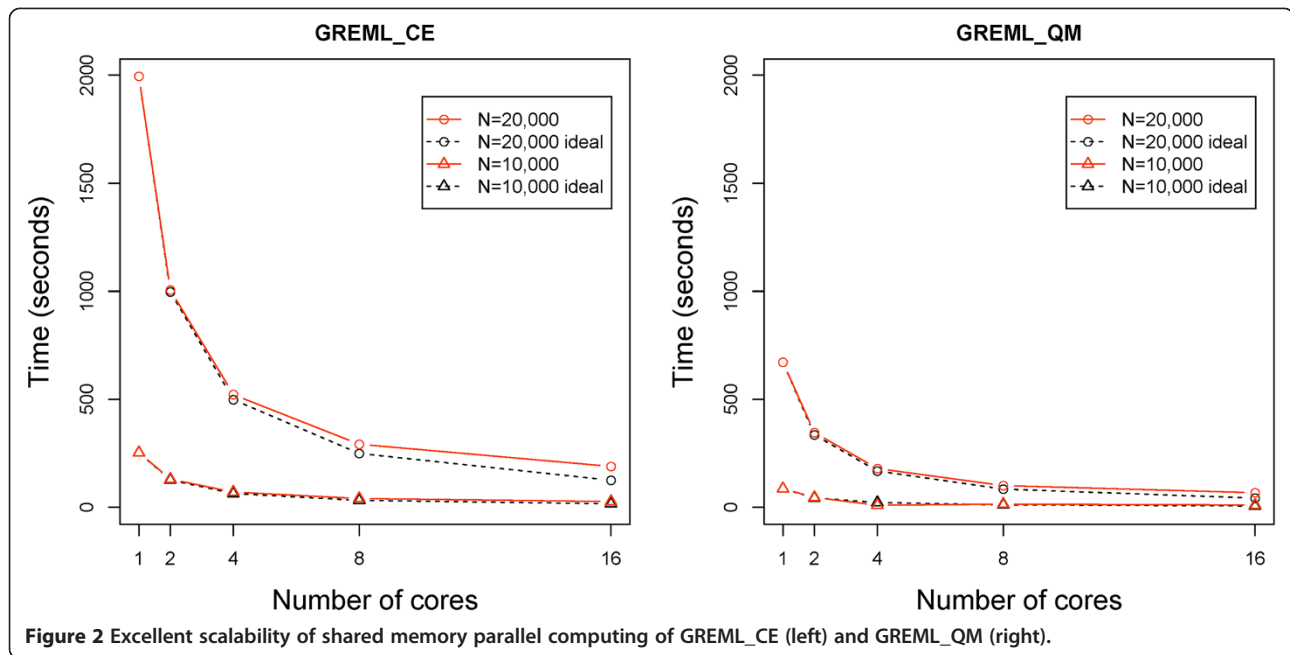 GREML_CE
Time (seconds)
2000
1500
1000
500
0
N=20,000
N=20,000 ideal
N=10,000
N=10,000 ideal
1 2 4 8 16
Number of cores
GREML_QM
Time (seconds)
2000
1500
1000
500
0
N=20,000
N=20,000 ideal
N=10,000
N=10,000 ideal
1 2 4 8 16
Number of cores
Figure 2 Excellent scalability of shared memory parallel computing of GREML_CE (left) and GREML_QM (right).